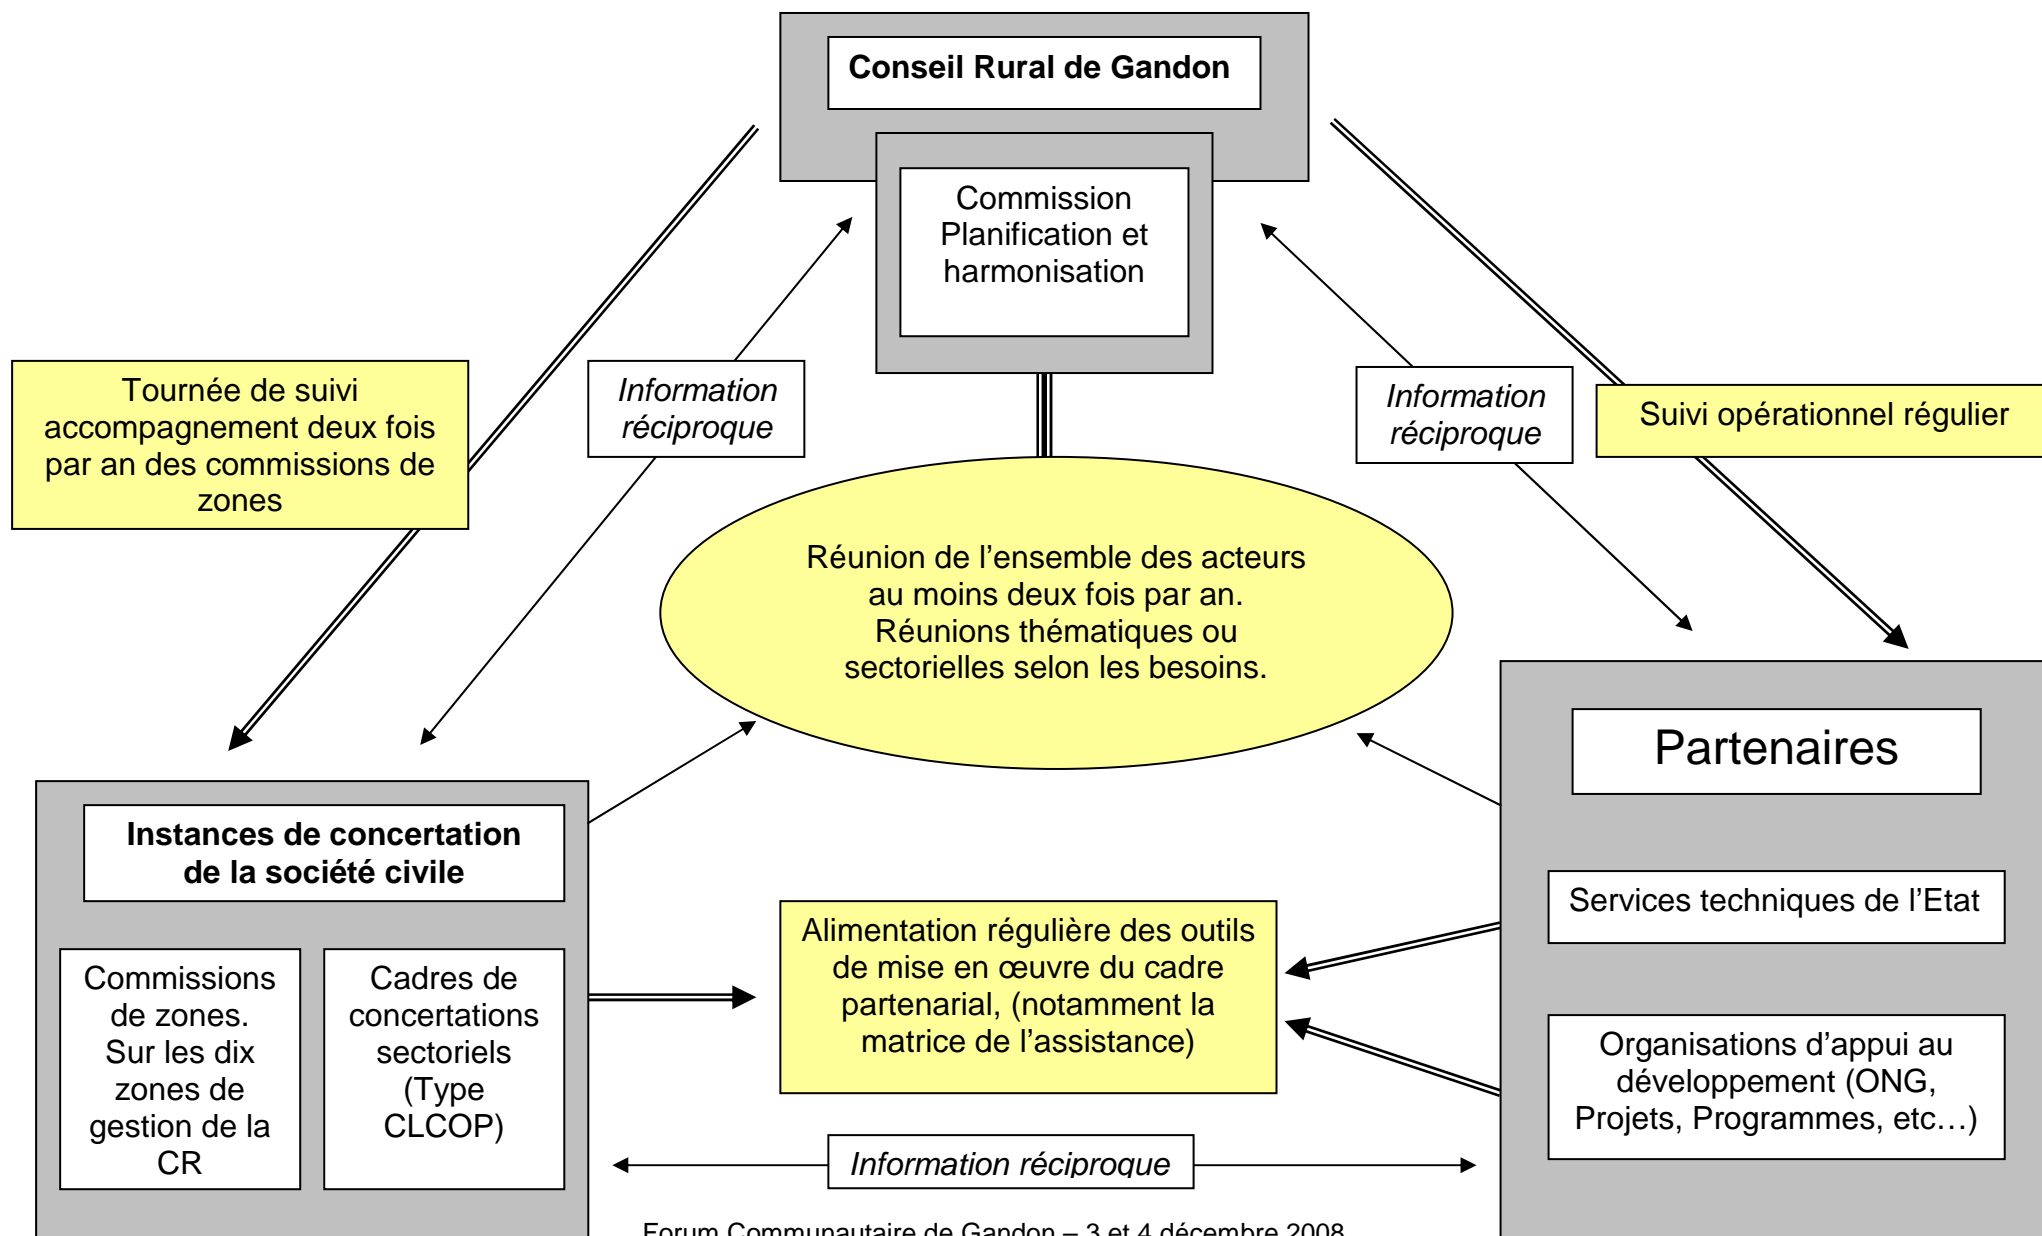 Conseil Rural de Gandon
Commission
Planification et
harmonisation
Tournée de suivi
accompagnement deux fois
par an des commissions de
zones
Information
réciproque
Information
réciproque
Suivi opérationnel régulier
Réunion de l’ensemble des acteurs
au moins deux fois par an.
Réunions thématiques ou
sectorielles selon les besoins.
Partenaires
Instances de concertation
de la société civile
Services techniques de l’Etat
Commissions
de zones.
Sur les dix
zones de
gestion de la
CR
Cadres de
concertations
sectoriels
(Type
CLCOP)
Alimentation régulière des outils
de mise en œuvre du cadre
partenarial, (notamment la
matrice de l’assistance)
Organisations d'appui au
développement (ONG,
Projets, Programmes, etc…)
Information réciproque
Forum Communautaire de Gandon – 3 et 4 décembre 2008